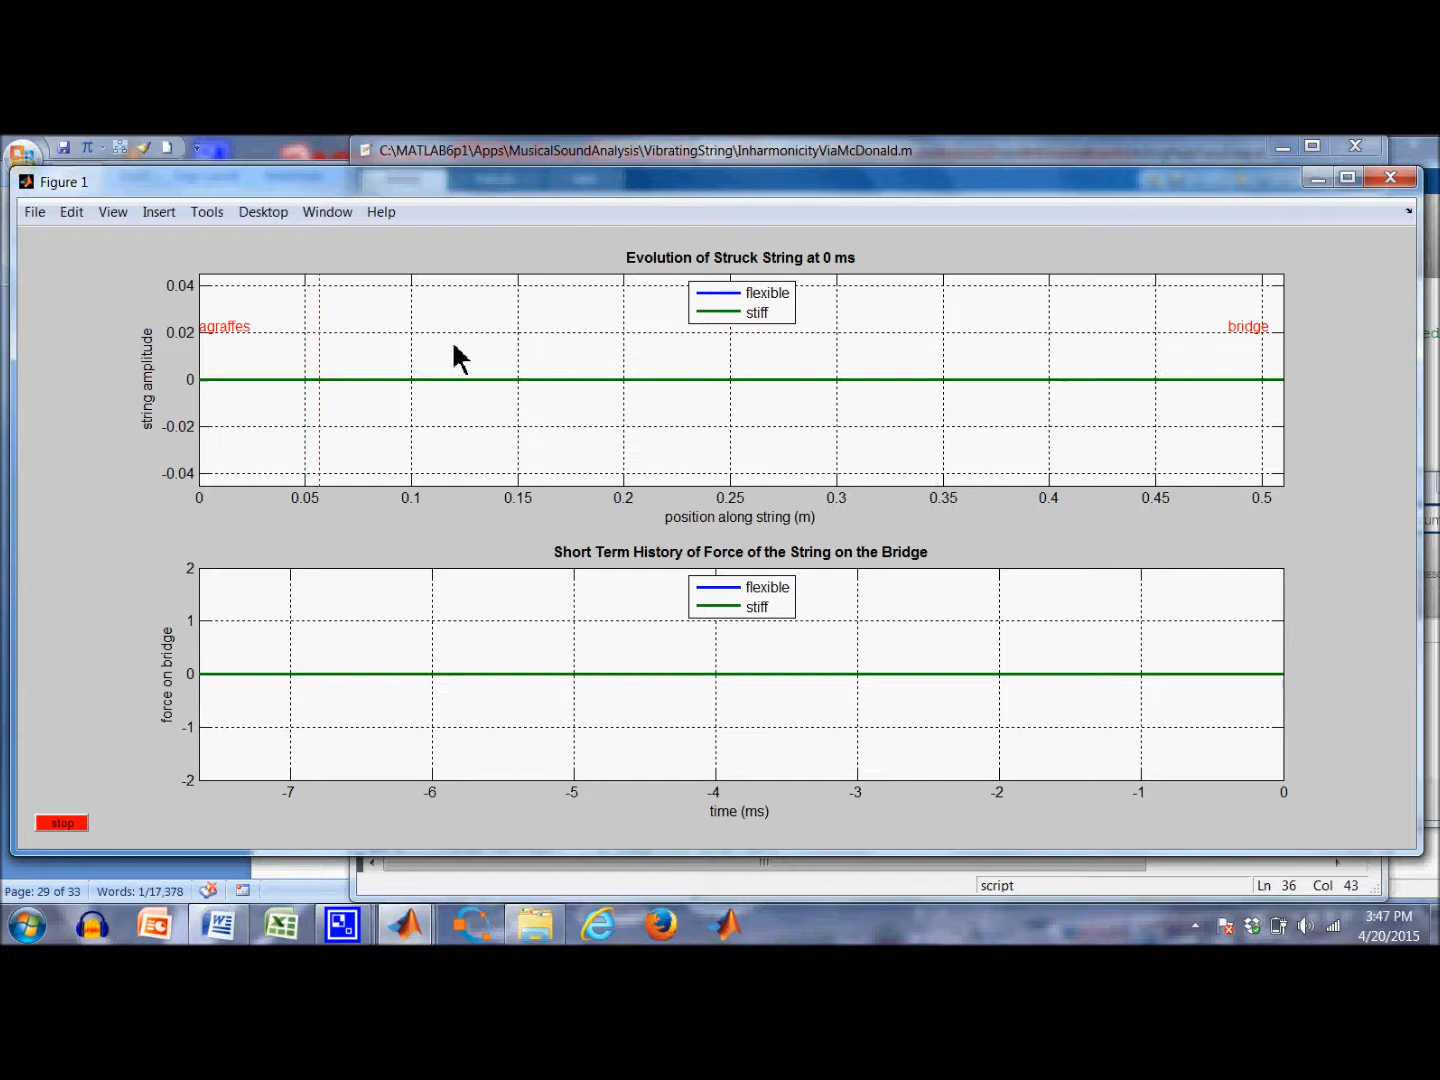 C:\MATLAB6p1\Apps\MusicalSoundAnalysis\VibratingString\InharmonicityViaMcDonald.m
Figure 1
File Edit View Insert Tools Desktop Window Help
Evolution of Struck String at 0 ms
flexible
stiff
agraffes
bridge
string amplitude
0.04
0.02
0
-0.02
-0.04
0 0.05 0.1 0.15 0.2 0.25 0.3 0.35 0.4 0.45 0.5
position along string (m)
Short Term History of Force of the String on the Bridge
flexible
stiff
force on bridge
2
1
0
-1
-2
-7 -6 -5 -4 -3 -2 -1 0
time (ms)
stop
script
Ln 36 Col 43
Page: 29 of 33 Words: 1/17,378
3:47 PM
4/20/2015